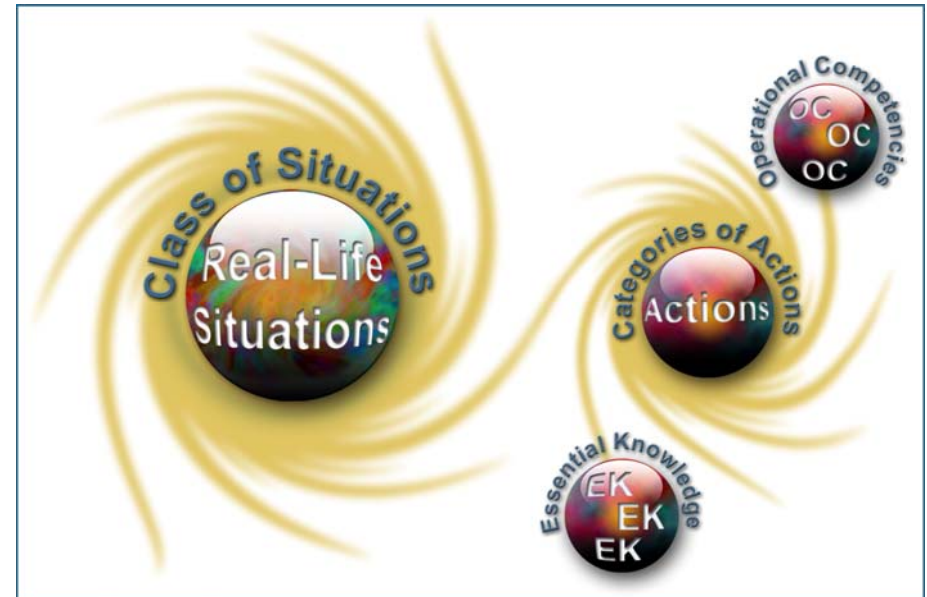 Class of Situations
Real-Life
Situations
Categories of Actions
Actions
Operational Competencies
OC
OC
OC
Essential Knowledge
EK
EK
EK